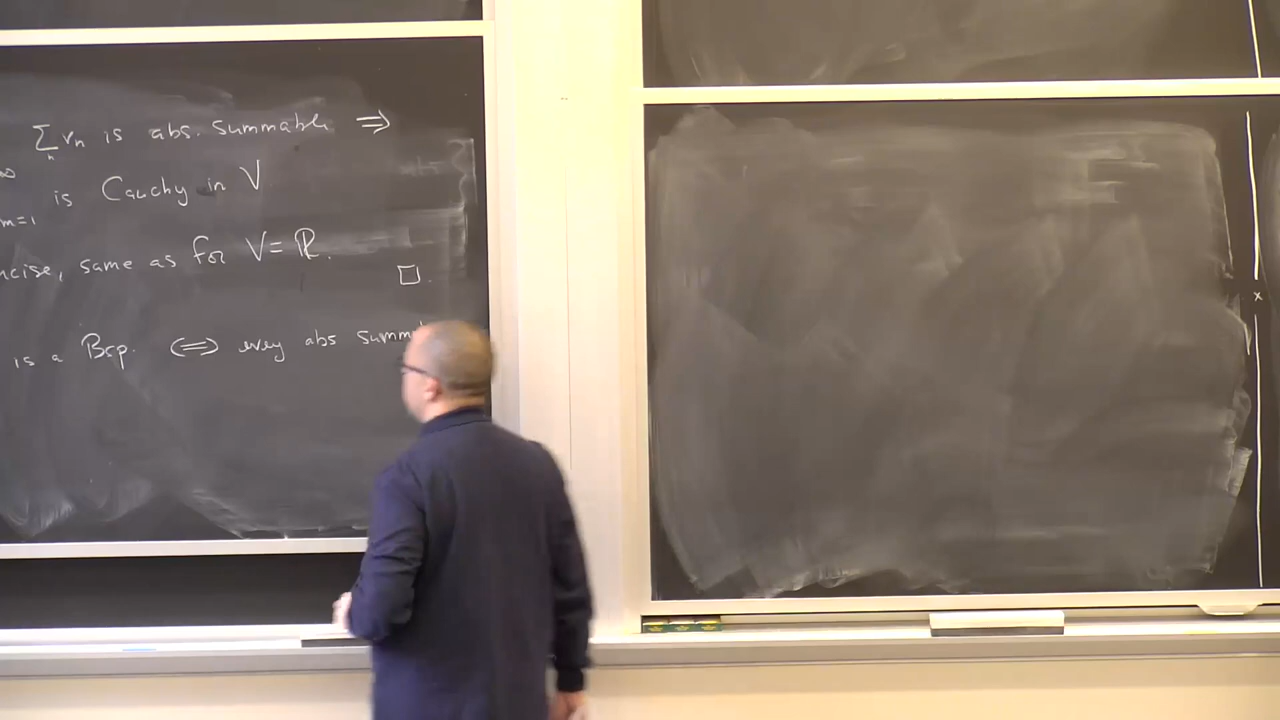 ∑ₙ vₙ is abs. summable ⟹
∞
is Cauchy in V
m=1
ncise, same as for V=ℝ.
□.
is a Bsp. ⟺ every abs summ
x